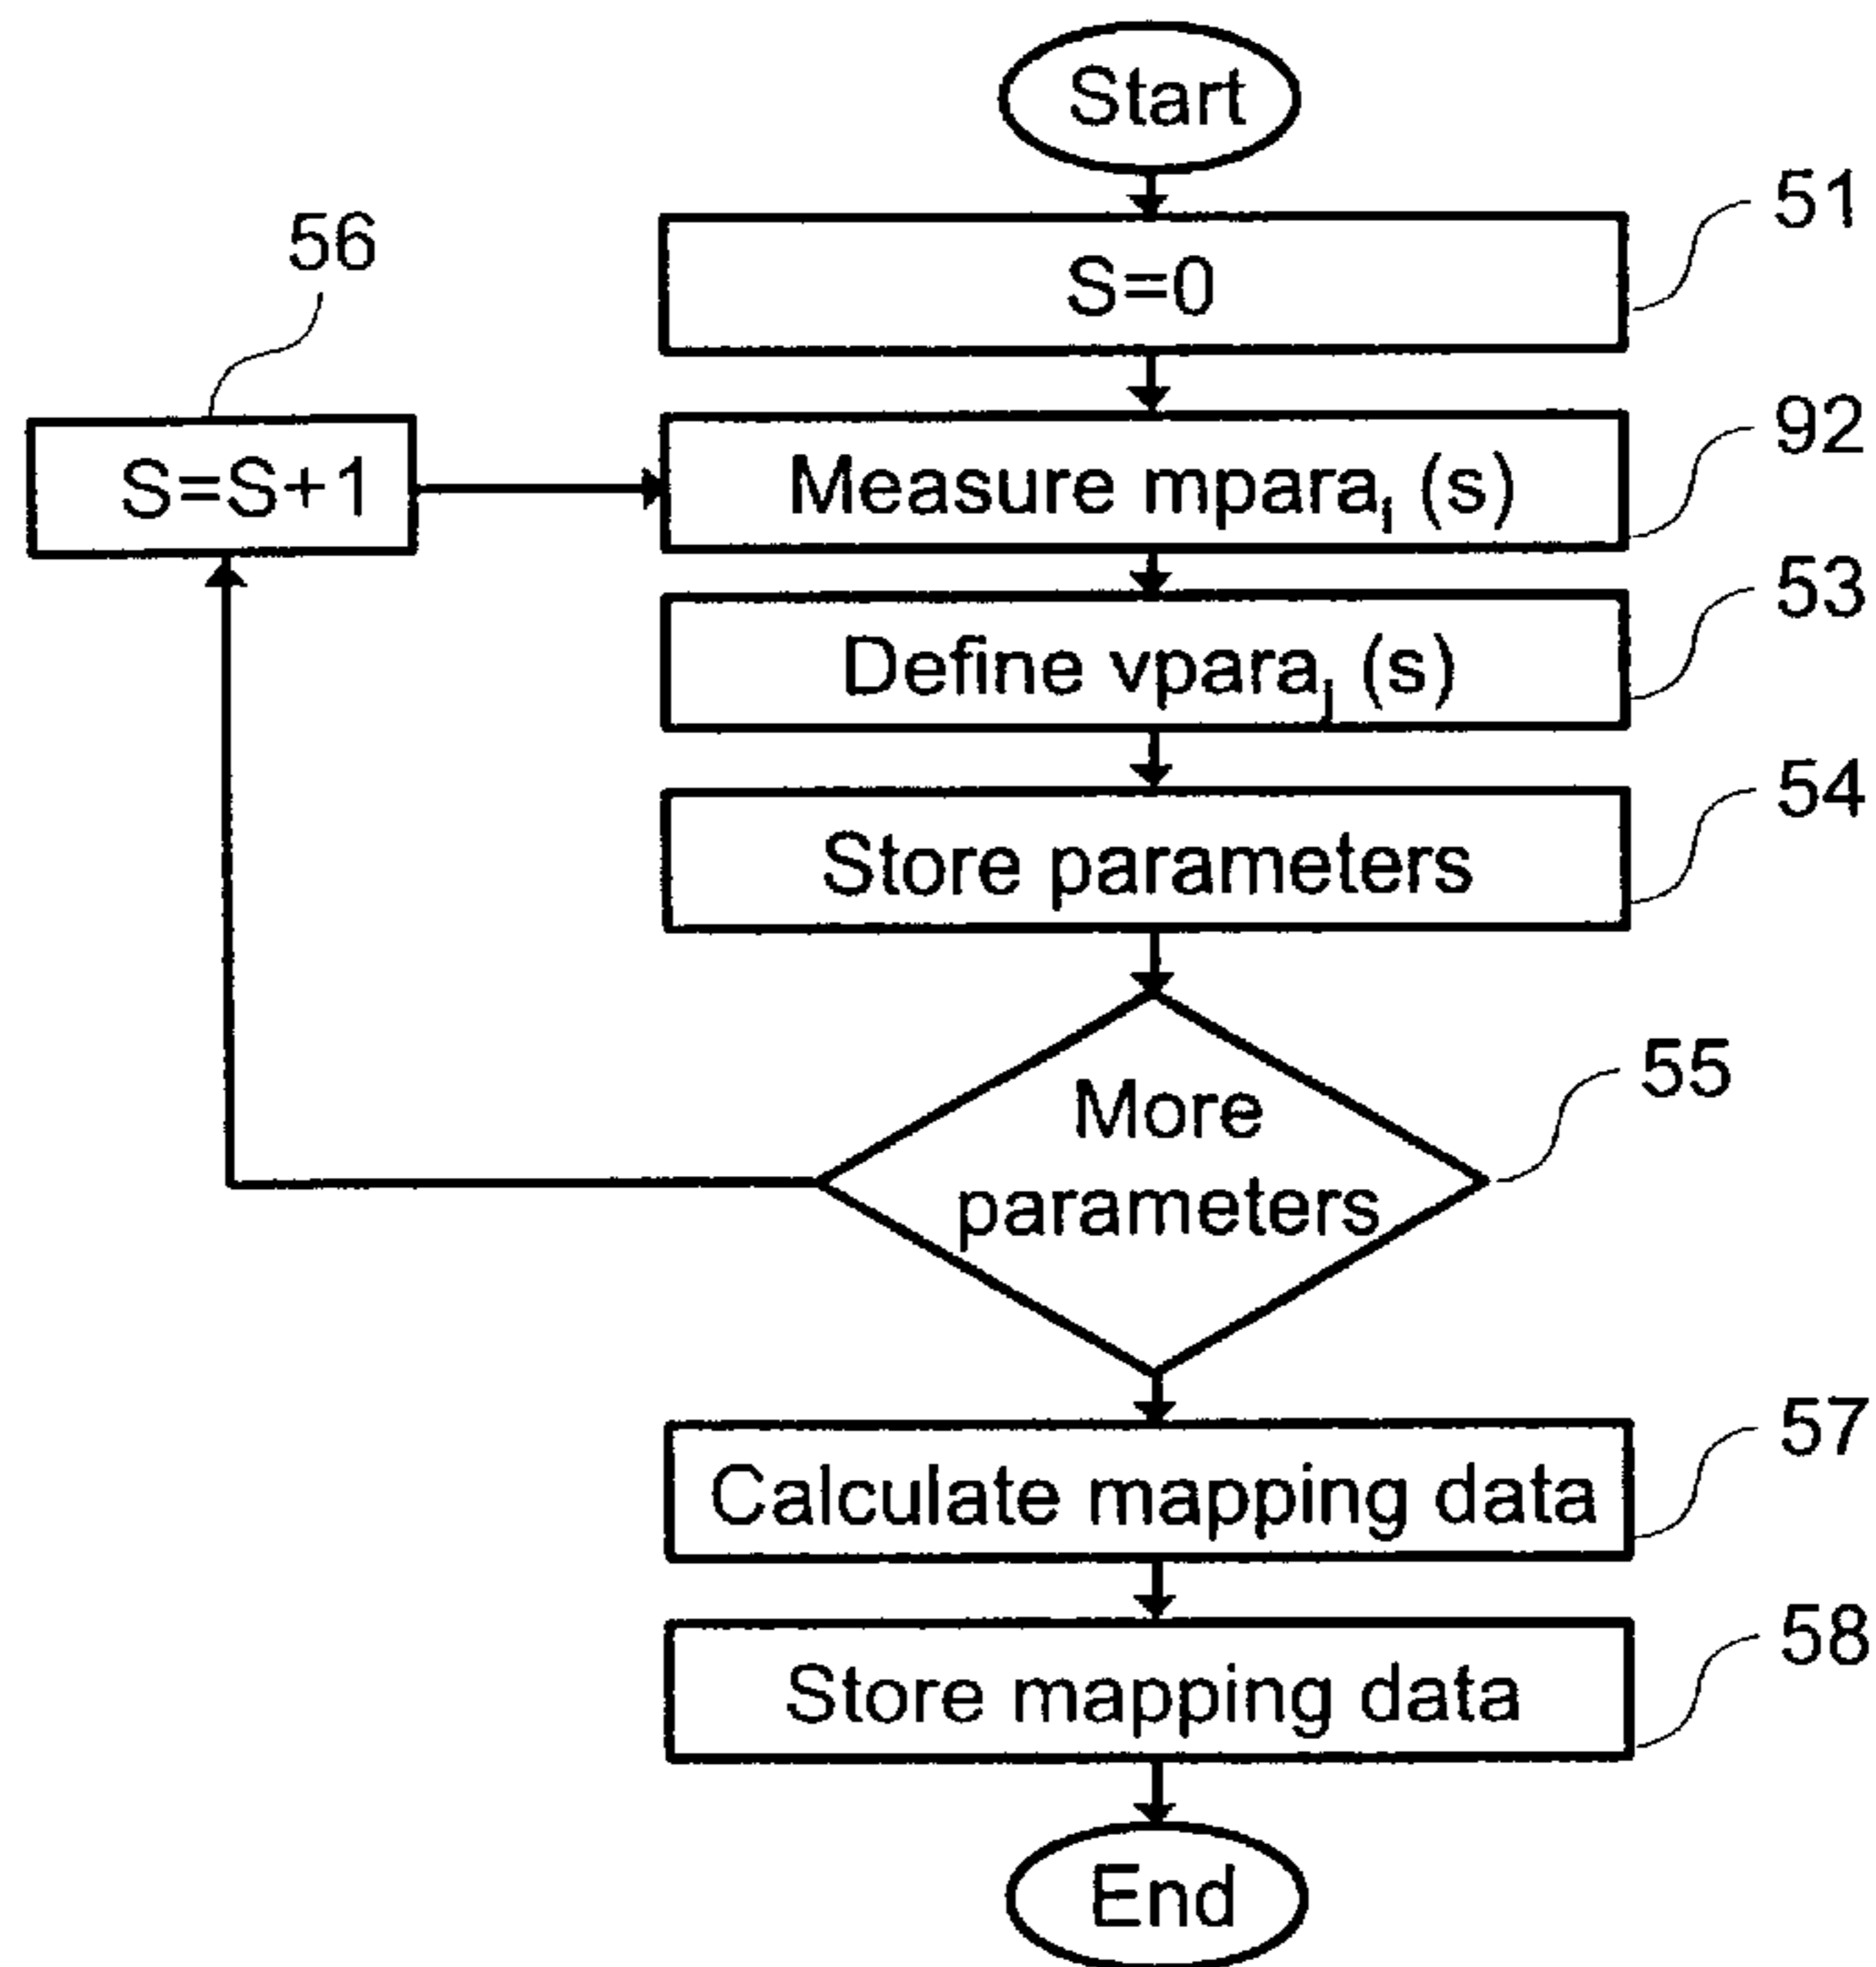 Start
51
S=0
56
92
S=S+1
Measure mparaᵢ (s)
53
Define vparaⱼ (s)
54
Store parameters
55
More
parameters
57
Calculate mapping data
58
Store mapping data
End